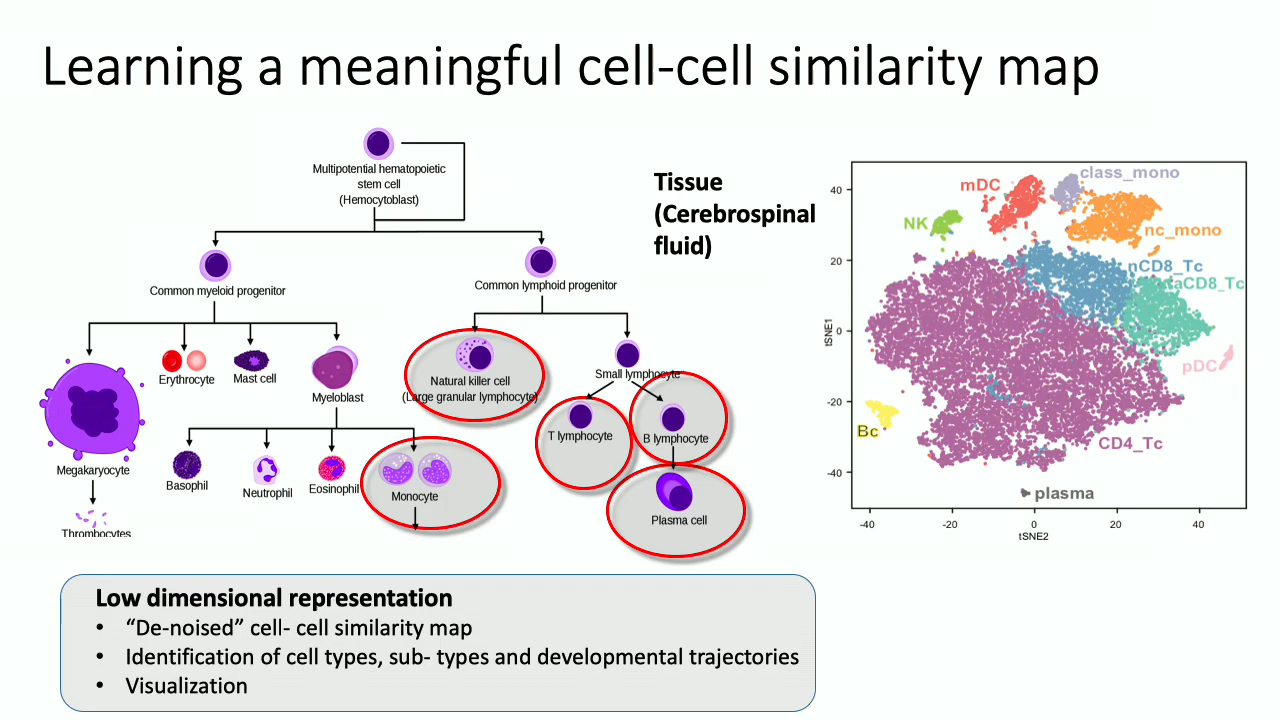 Learning a meaningful cell-cell similarity map
Multipotential hematopoietic
stem cell
(Hemocytoblast)
Common myeloid progenitor
Common lymphoid progenitor
Erythrocyte
Mast cell
Myeloblast
Natural killer cell
(Large granular lymphocyte)
Small lymphocyte
T lymphocyte
B lymphocyte
Megakaryocyte
Thrombocytes
Basophil
Neutrophil
Eosinophil
Monocyte
Plasma cell
Tissue
(Cerebrospinal
fluid)
mDC
class_mono
NK
nc_mono
nCD8_Tc
aCD8_Tc
pDC
Bc
CD4_Tc
plasma
40
20
0
-20
-40
tSNE1
-40
-20
0
20
40
tSNE2
Low dimensional representation
• “De-noised” cell- cell similarity map
• Identification of cell types, sub- types and developmental trajectories
• Visualization